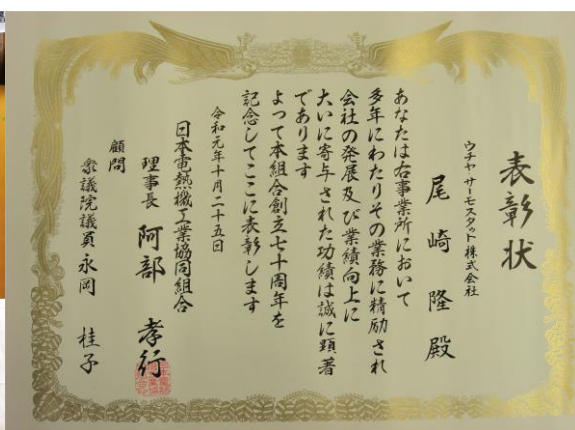 表彰状
ウチヤ サーモスタット 株式会社
尾崎 隆 殿
あなたは右事業所において
多年にわたりその業務に精励され
会社の発展及び業績向上に
大いに寄与された功績は誠に顕著
であります
よって本組合創立七十周年を
記念してここに表彰します
令和元年十月二十五日
日本電熱機工業協同組合
理事長 阿部 孝行
顧問
衆議院議員 永岡 桂子